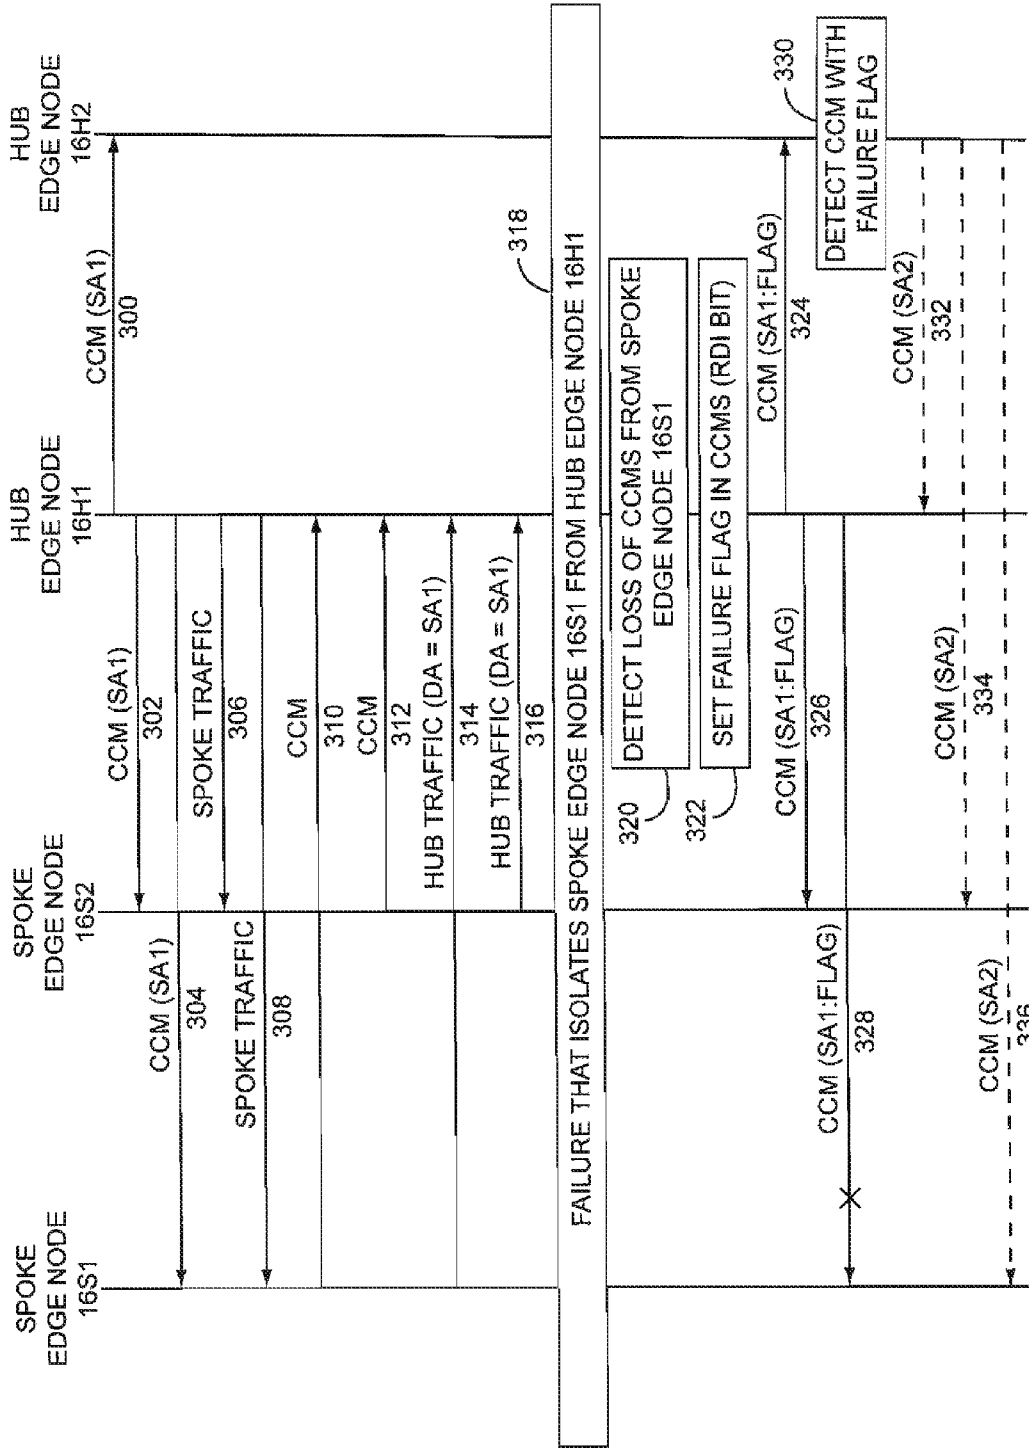 SPOKE
EDGE NODE
16S1
SPOKE
EDGE NODE
16S2
HUB
EDGE NODE
16H1
HUB
EDGE NODE
16H2
CCM (SA1)
300
CCM (SA1)
302
CCM (SA1)
304
SPOKE TRAFFIC
306
SPOKE TRAFFIC
308
CCM
310
CCM
312
HUB TRAFFIC (DA = SA1)
314
HUB TRAFFIC (DA = SA1)
316
318
FAILURE THAT ISOLATES SPOKE EDGE NODE 16S1 FROM HUB EDGE NODE 16H1
320
DETECT LOSS OF CCMS FROM SPOKE
EDGE NODE 16S1
322
SET FAILURE FLAG IN CCMS (RDI BIT)
CCM (SA1:FLAG)
324
CCM (SA1:FLAG)
326
CCM (SA1:FLAG)
328
330
DETECT CCM WITH
FAILURE FLAG
CCM (SA2)
332
CCM (SA2)
334
CCM (SA2)
336